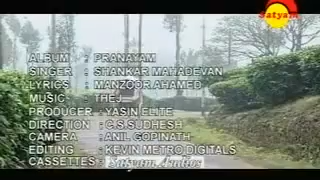 Satyam
ALBUM : PRANAYAM
SINGER : SHANKAR MAHADEVAN
LYRICS : MANZOOR AHAMED
MUSIC : THEJ
PRODUCER : YASIN ELITE
DIRECTION : C.S.SUDHESH
CAMERA : ANIL GOPINATH
EDITING : KEVIN METRO DIGITALS
CASSETTES : Satyam Audios